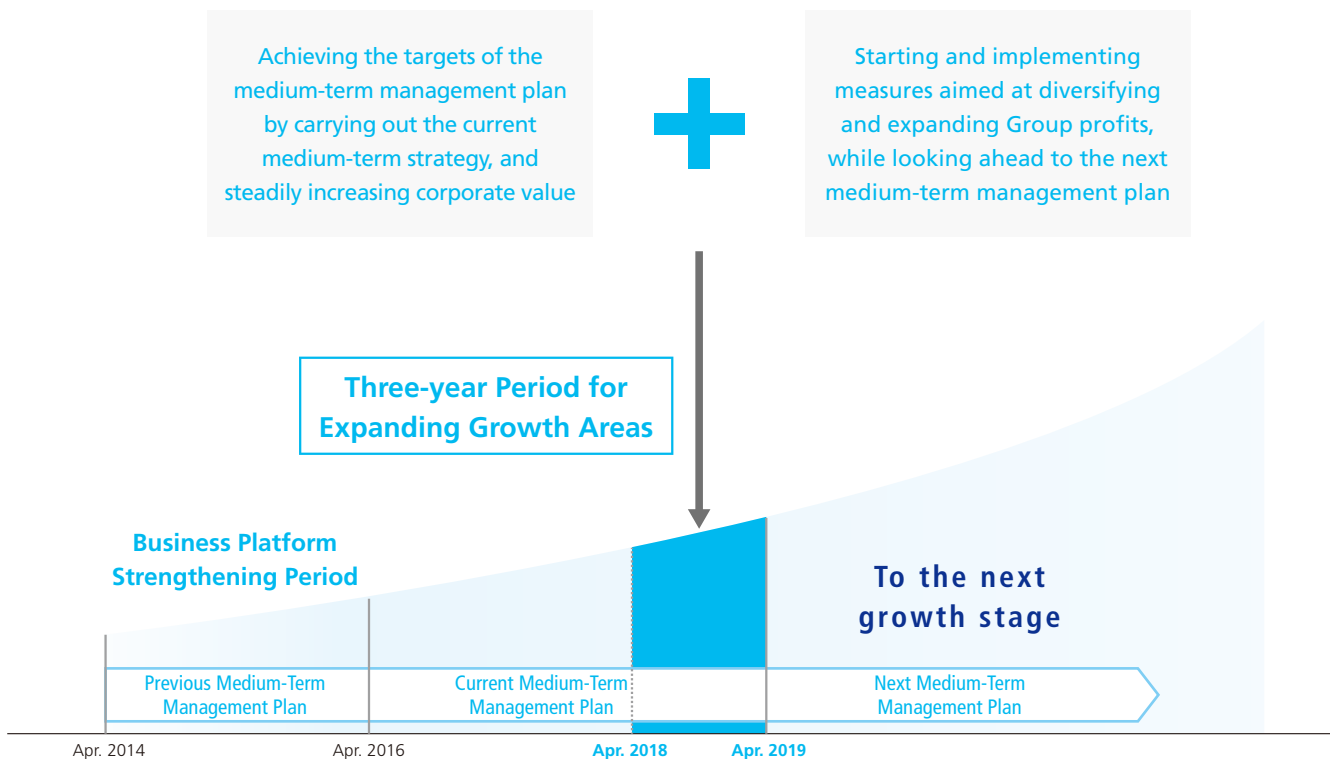 Achieving the targets of the
medium-term management plan
by carrying out the current
medium-term strategy, and
steadily increasing corporate value
Starting and implementing
measures aimed at diversifying
and expanding Group profits,
while looking ahead to the next
medium-term management plan
Three-year Period for
Expanding Growth Areas
Business Platform
Strengthening Period
To the next
growth stage
Previous Medium-Term
Management Plan
Current Medium-Term
Management Plan
Next Medium-Term
Management Plan
Apr. 2014
Apr. 2016
Apr. 2018
Apr. 2019